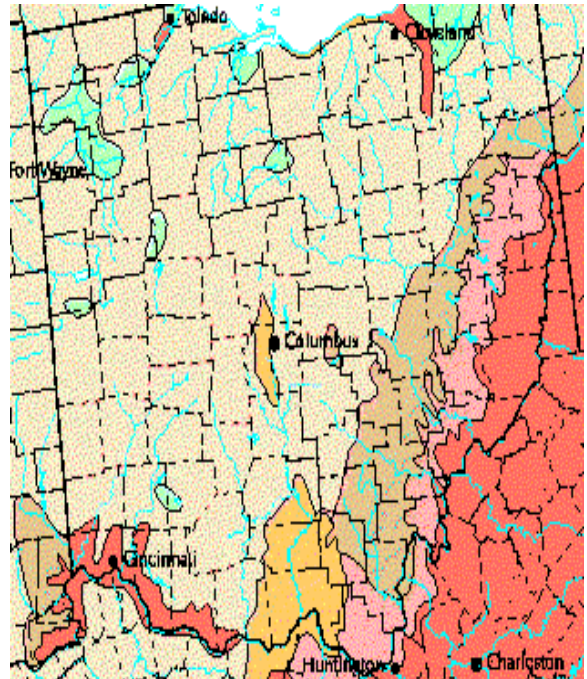 Toledo
Cleveland
Fort Wayne
Columbus
Cincinnati
Huntington
Charleston